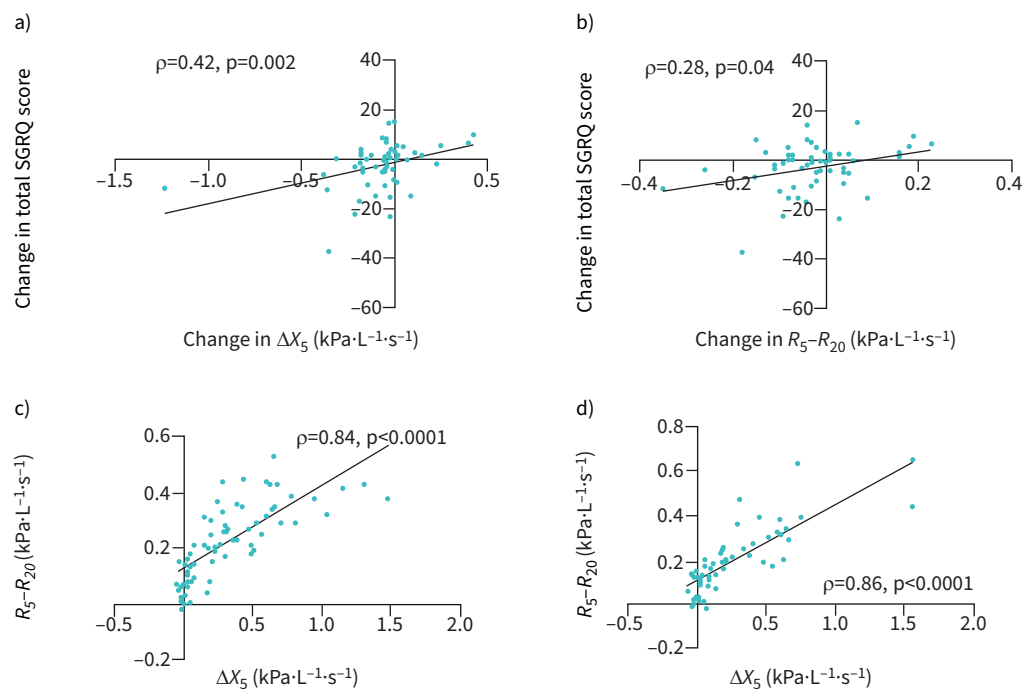 a)
ρ=0.42, p=0.002
Change in total SGRQ score
40
20
−1.5
−1.0
0.5
−20
−40
−60
Change in ΔX₅ (kPa·L⁻¹·s⁻¹)
b)
ρ=0.28, p=0.04
Change in total SGRQ score
40
20
−0.4
−0.2
0.2
0.4
−20
−40
−60
Change in R₅–R₂₀ (kPa·L⁻¹·s⁻¹)
c)
ρ=0.84, p<0.0001
R₅–R₂₀ (kPa·L⁻¹·s⁻¹)
0.6
0.4
0.2
−0.5
0
0.5
1.0
1.5
2.0
−0.2
ΔX₅ (kPa·L⁻¹·s⁻¹)
d)
R₅–R₂₀ (kPa·L⁻¹·s⁻¹)
0.8
0.6
0.4
0.2
ρ=0.86, p<0.0001
−0.5
0
0.5
1.0
1.5
2.0
−0.2
ΔX₅ (kPa·L⁻¹·s⁻¹)